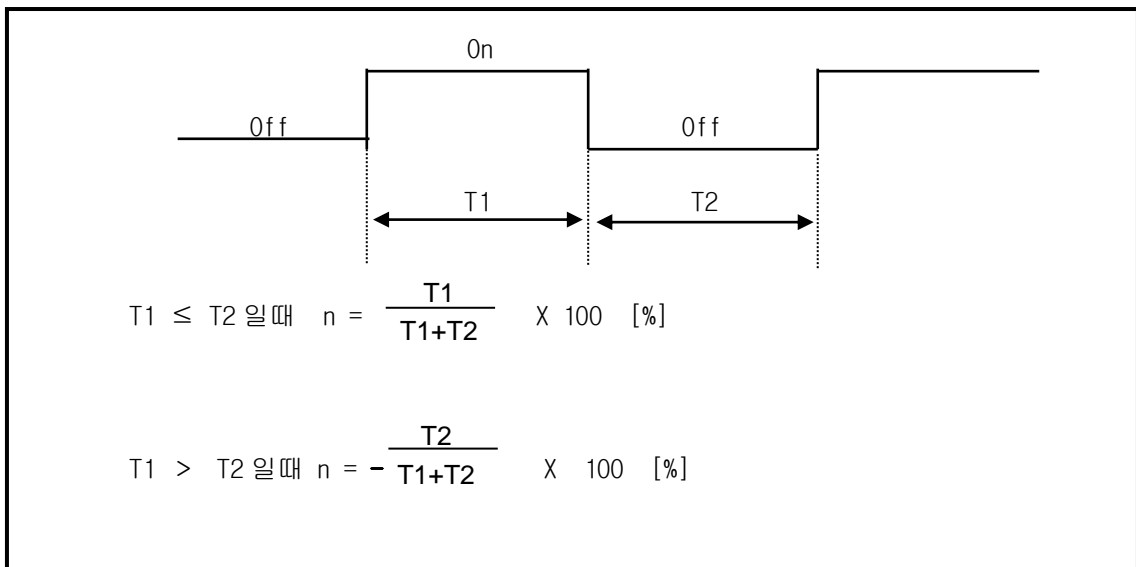 On
Off
Off
T1
T2
T1 ≤ T2 일때 n = T1 / T1+T2 X 100 [%]
T1 > T2 일때 n = - T2 / T1+T2 X 100 [%]